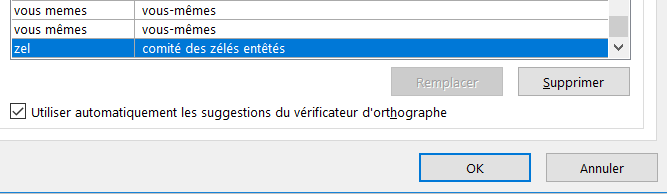 vous memes vous-mêmes
vous mêmes vous-mêmes
zel comité des zélés entêtés
Remplacer Supprimer
Utiliser automatiquement les suggestions du vérificateur d'orthographe
OK Annuler